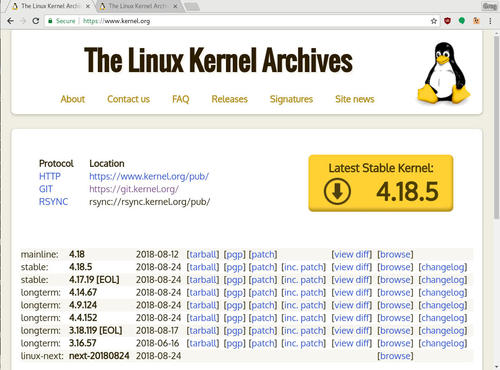 The Linux Kernel Archives
The Linux Kernel Archives
Greg
Secure https://www.kernel.org
The Linux Kernel Archives
About Contact us FAQ Releases Signatures Site news
Protocol Location
HTTP https://www.kernel.org/pub/
GIT https://git.kernel.org/
RSYNC rsync://rsync.kernel.org/pub/
Latest Stable Kernel:
4.18.5
mainline: 4.18 2018-08-12 [tarball] [pgp] [patch] [view diff] [browse]
stable: 4.18.5 2018-08-24 [tarball] [pgp] [patch] [inc. patch] [view diff] [browse] [changelog]
stable: 4.17.19 [EOL] 2018-08-24 [tarball] [pgp] [patch] [inc. patch] [view diff] [browse] [changelog]
longterm: 4.14.67 2018-08-24 [tarball] [pgp] [patch] [inc. patch] [view diff] [browse] [changelog]
longterm: 4.9.124 2018-08-24 [tarball] [pgp] [patch] [inc. patch] [view diff] [browse] [changelog]
longterm: 4.4.152 2018-08-24 [tarball] [pgp] [patch] [inc. patch] [view diff] [browse] [changelog]
longterm: 3.18.119 [EOL] 2018-08-17 [tarball] [pgp] [patch] [inc. patch] [view diff] [browse] [changelog]
longterm: 3.16.57 2018-06-16 [tarball] [pgp] [patch] [inc. patch] [view diff] [browse] [changelog]
linux-next: next-20180824 2018-08-24 [browse]